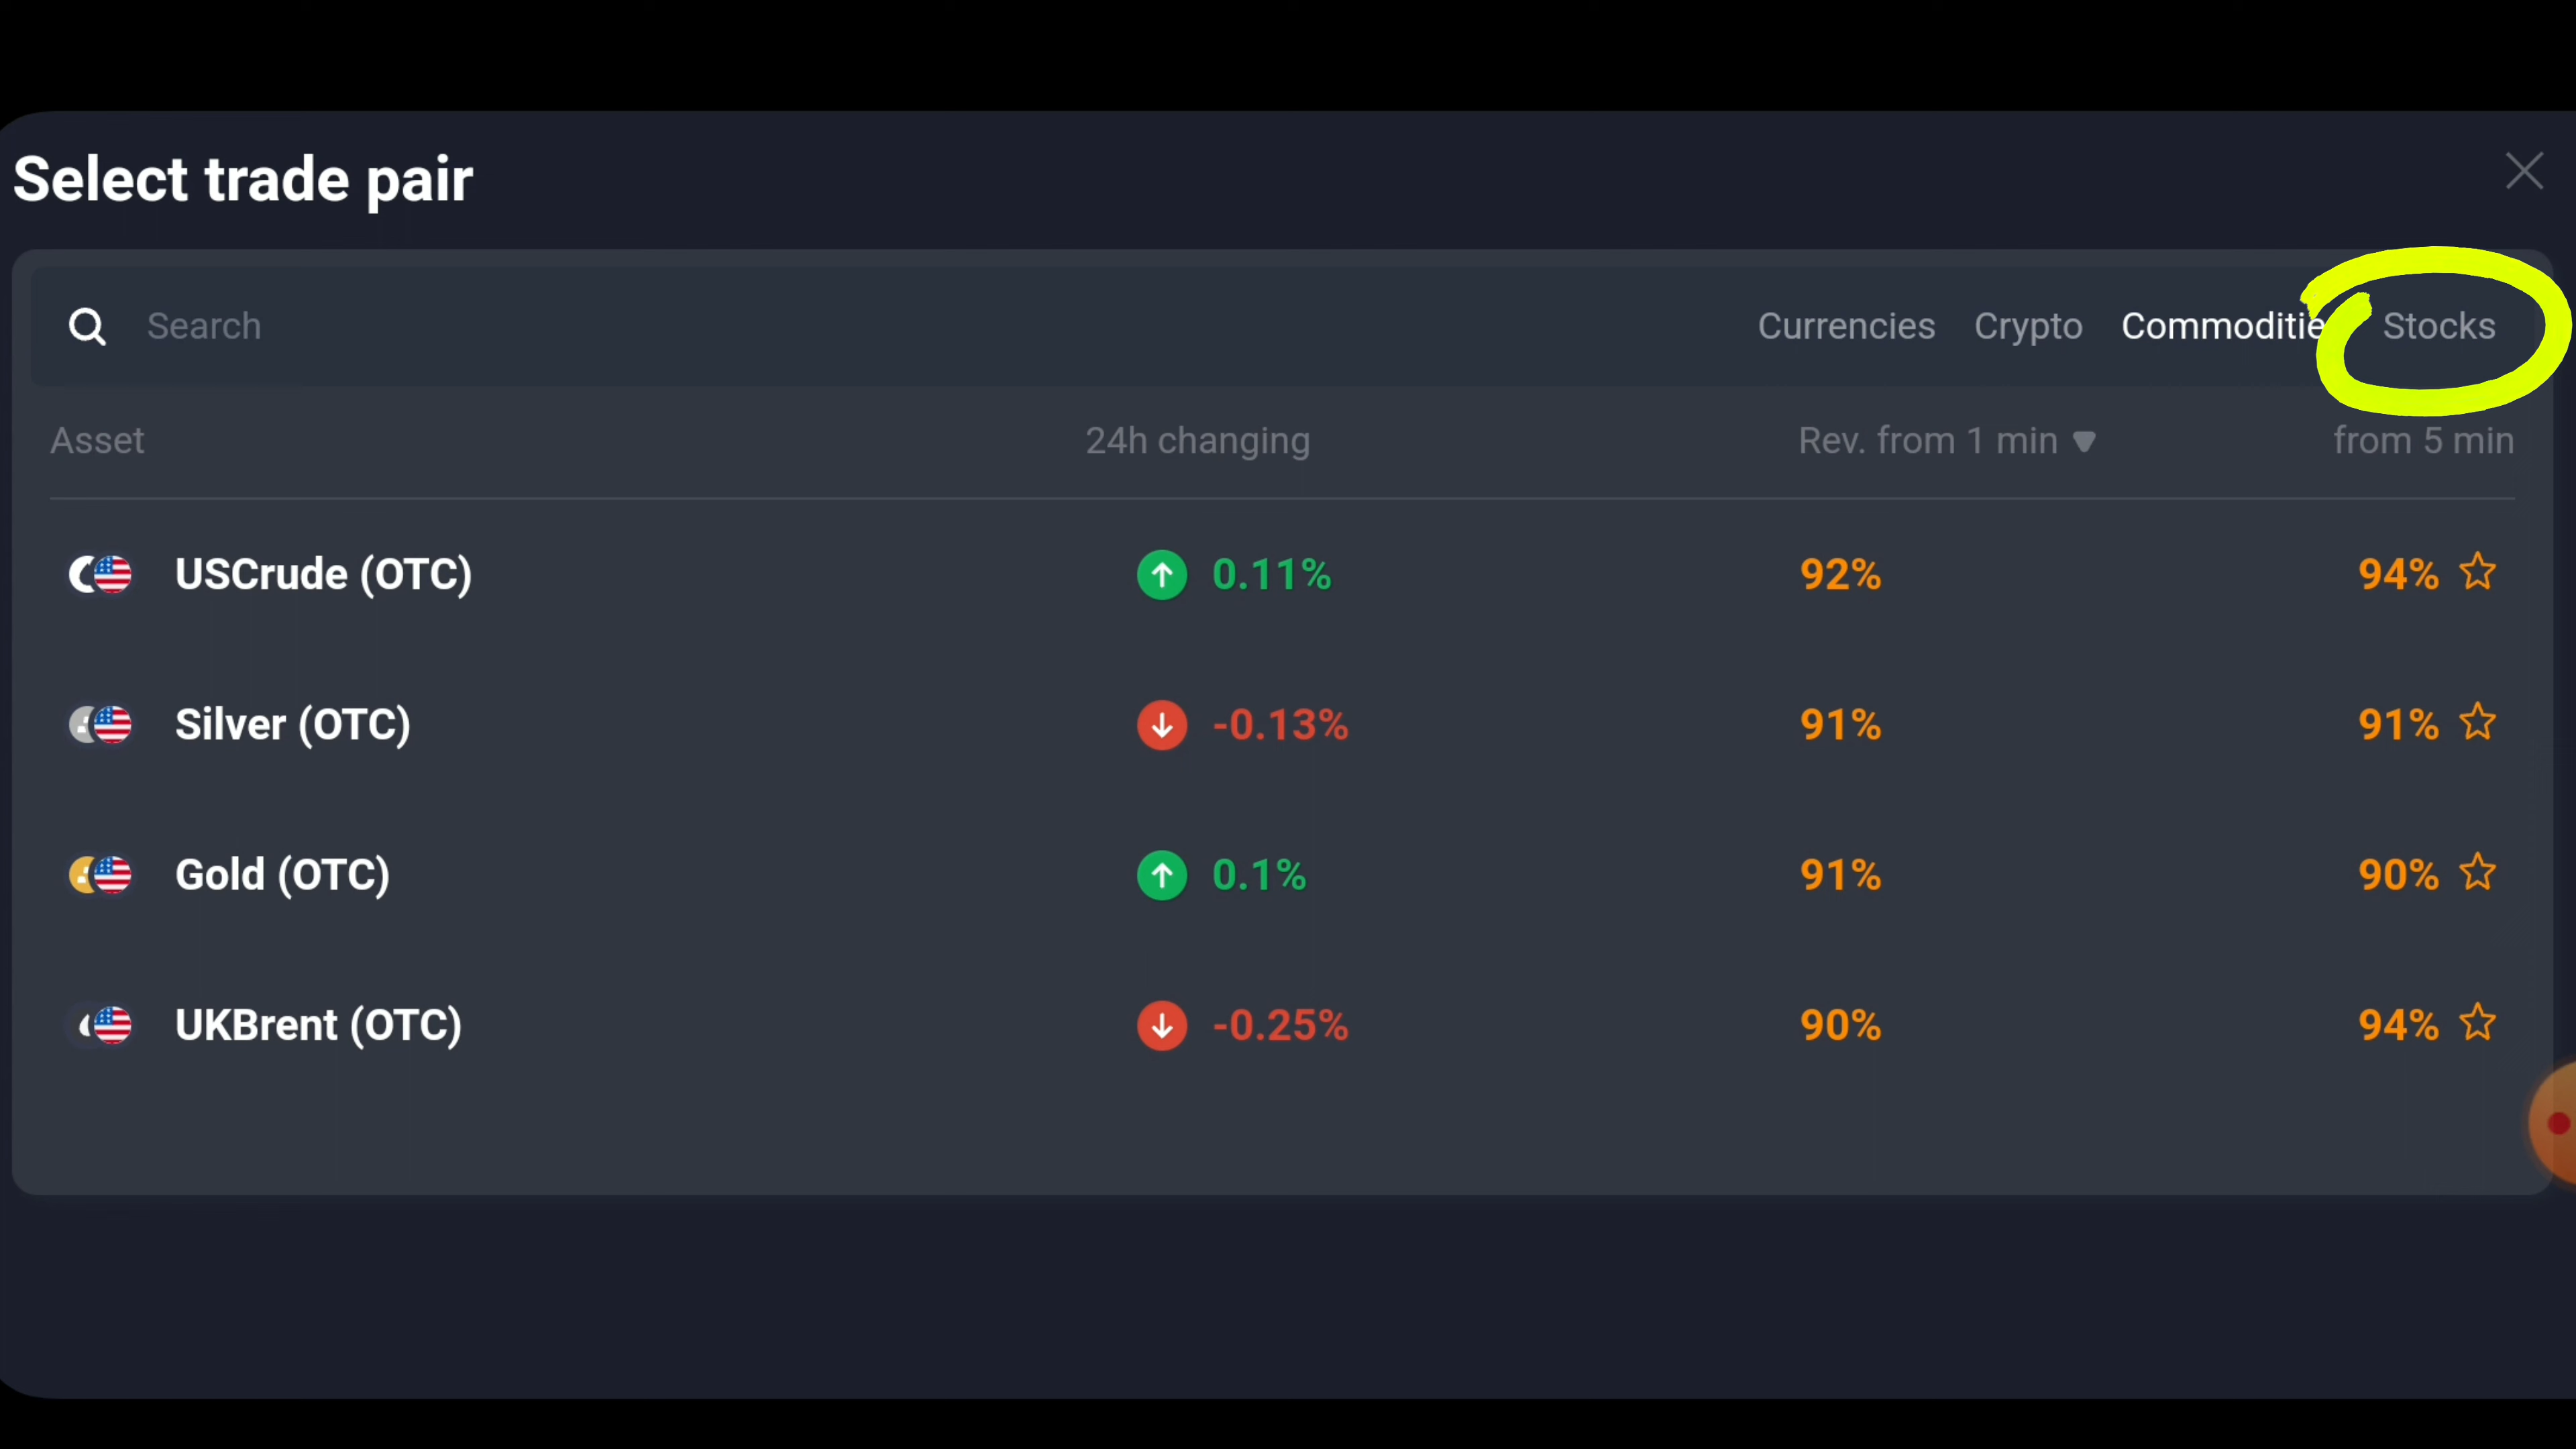 Select trade pair
Search Currencies Crypto Commoditie Stocks
Asset 24h changing Rev. from 1 min from 5 min
USCrude (OTC) 0.11% 92% 94%
Silver (OTC) -0.13% 91% 91%
Gold (OTC) 0.1% 91% 90%
UKBrent (OTC) -0.25% 90% 94%